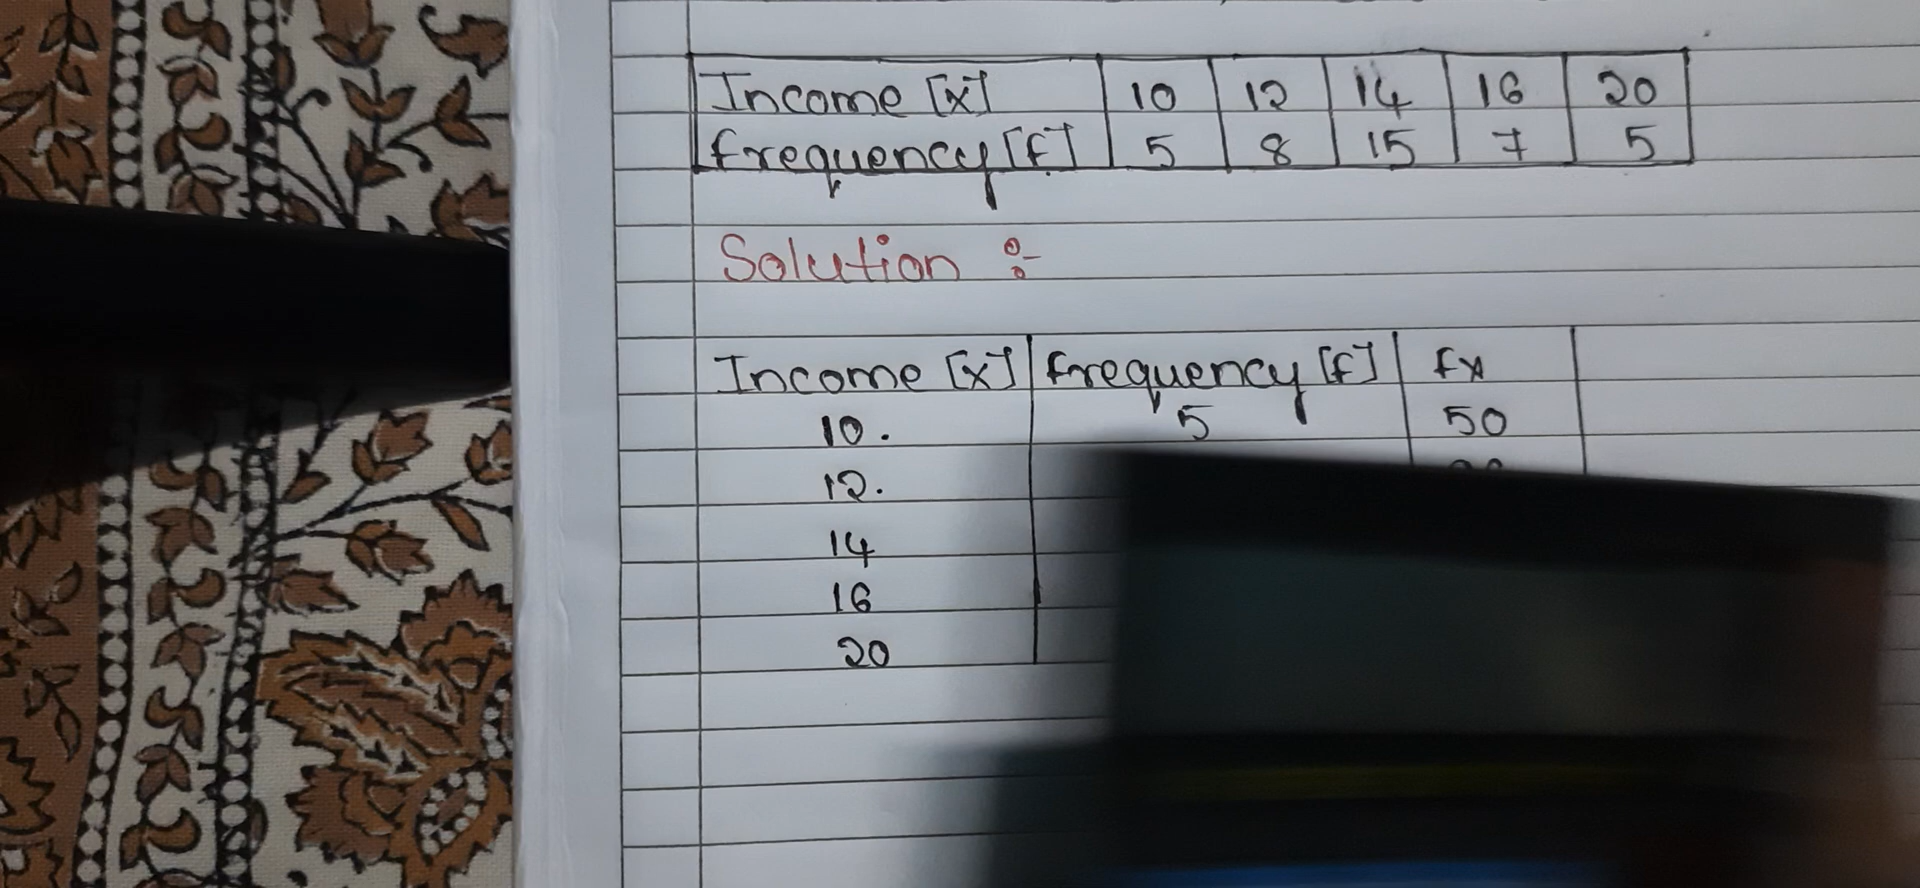 Income [x] 10 12 14 16 20
frequency [f] 5 8 15 7 5
Solution :-
Income [x] frequency [f] fx
10. 5 50
12.
14
16
20